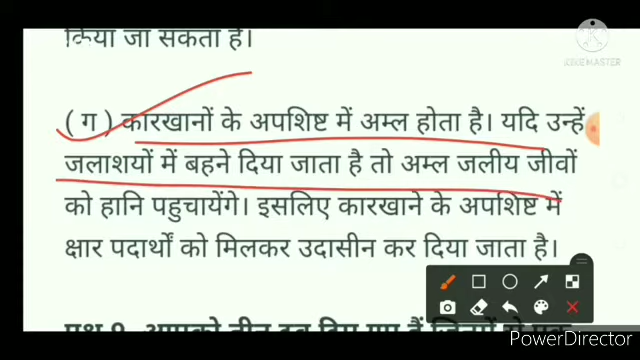 किया जा सकता है।
K
KINEMASTER
( ग ) कारखानों के अपशिष्ट में अम्ल होता है। यदि उन्हें
जलाशयों में बहने दिया जाता है तो अम्ल जलीय जीवों
को हानि पहुचायेंगे। इसलिए कारखाने के अपशिष्ट में
क्षार पदार्थों को मिलकर उदासीन कर दिया जाता है।
PowerDirector